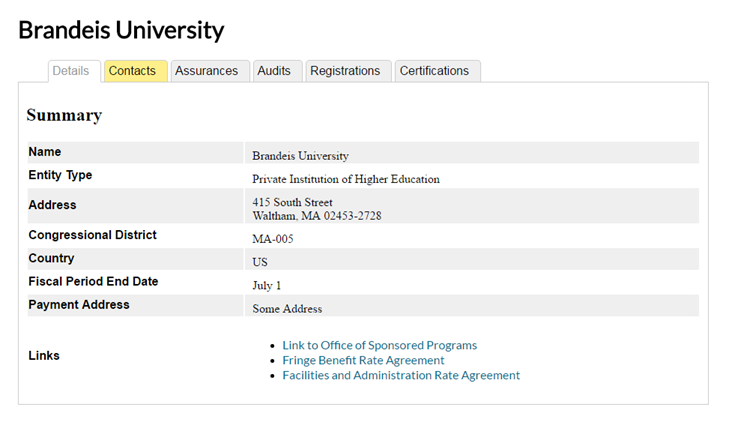 Brandeis University
Details Contacts Assurances Audits Registrations Certifications
Summary
Name Brandeis University
Entity Type Private Institution of Higher Education
Address 415 South Street
Waltham, MA 02453-2728
Congressional District MA-005
Country US
Fiscal Period End Date July 1
Payment Address Some Address
Links
Link to Office of Sponsored Programs
Fringe Benefit Rate Agreement
Facilities and Administration Rate Agreement